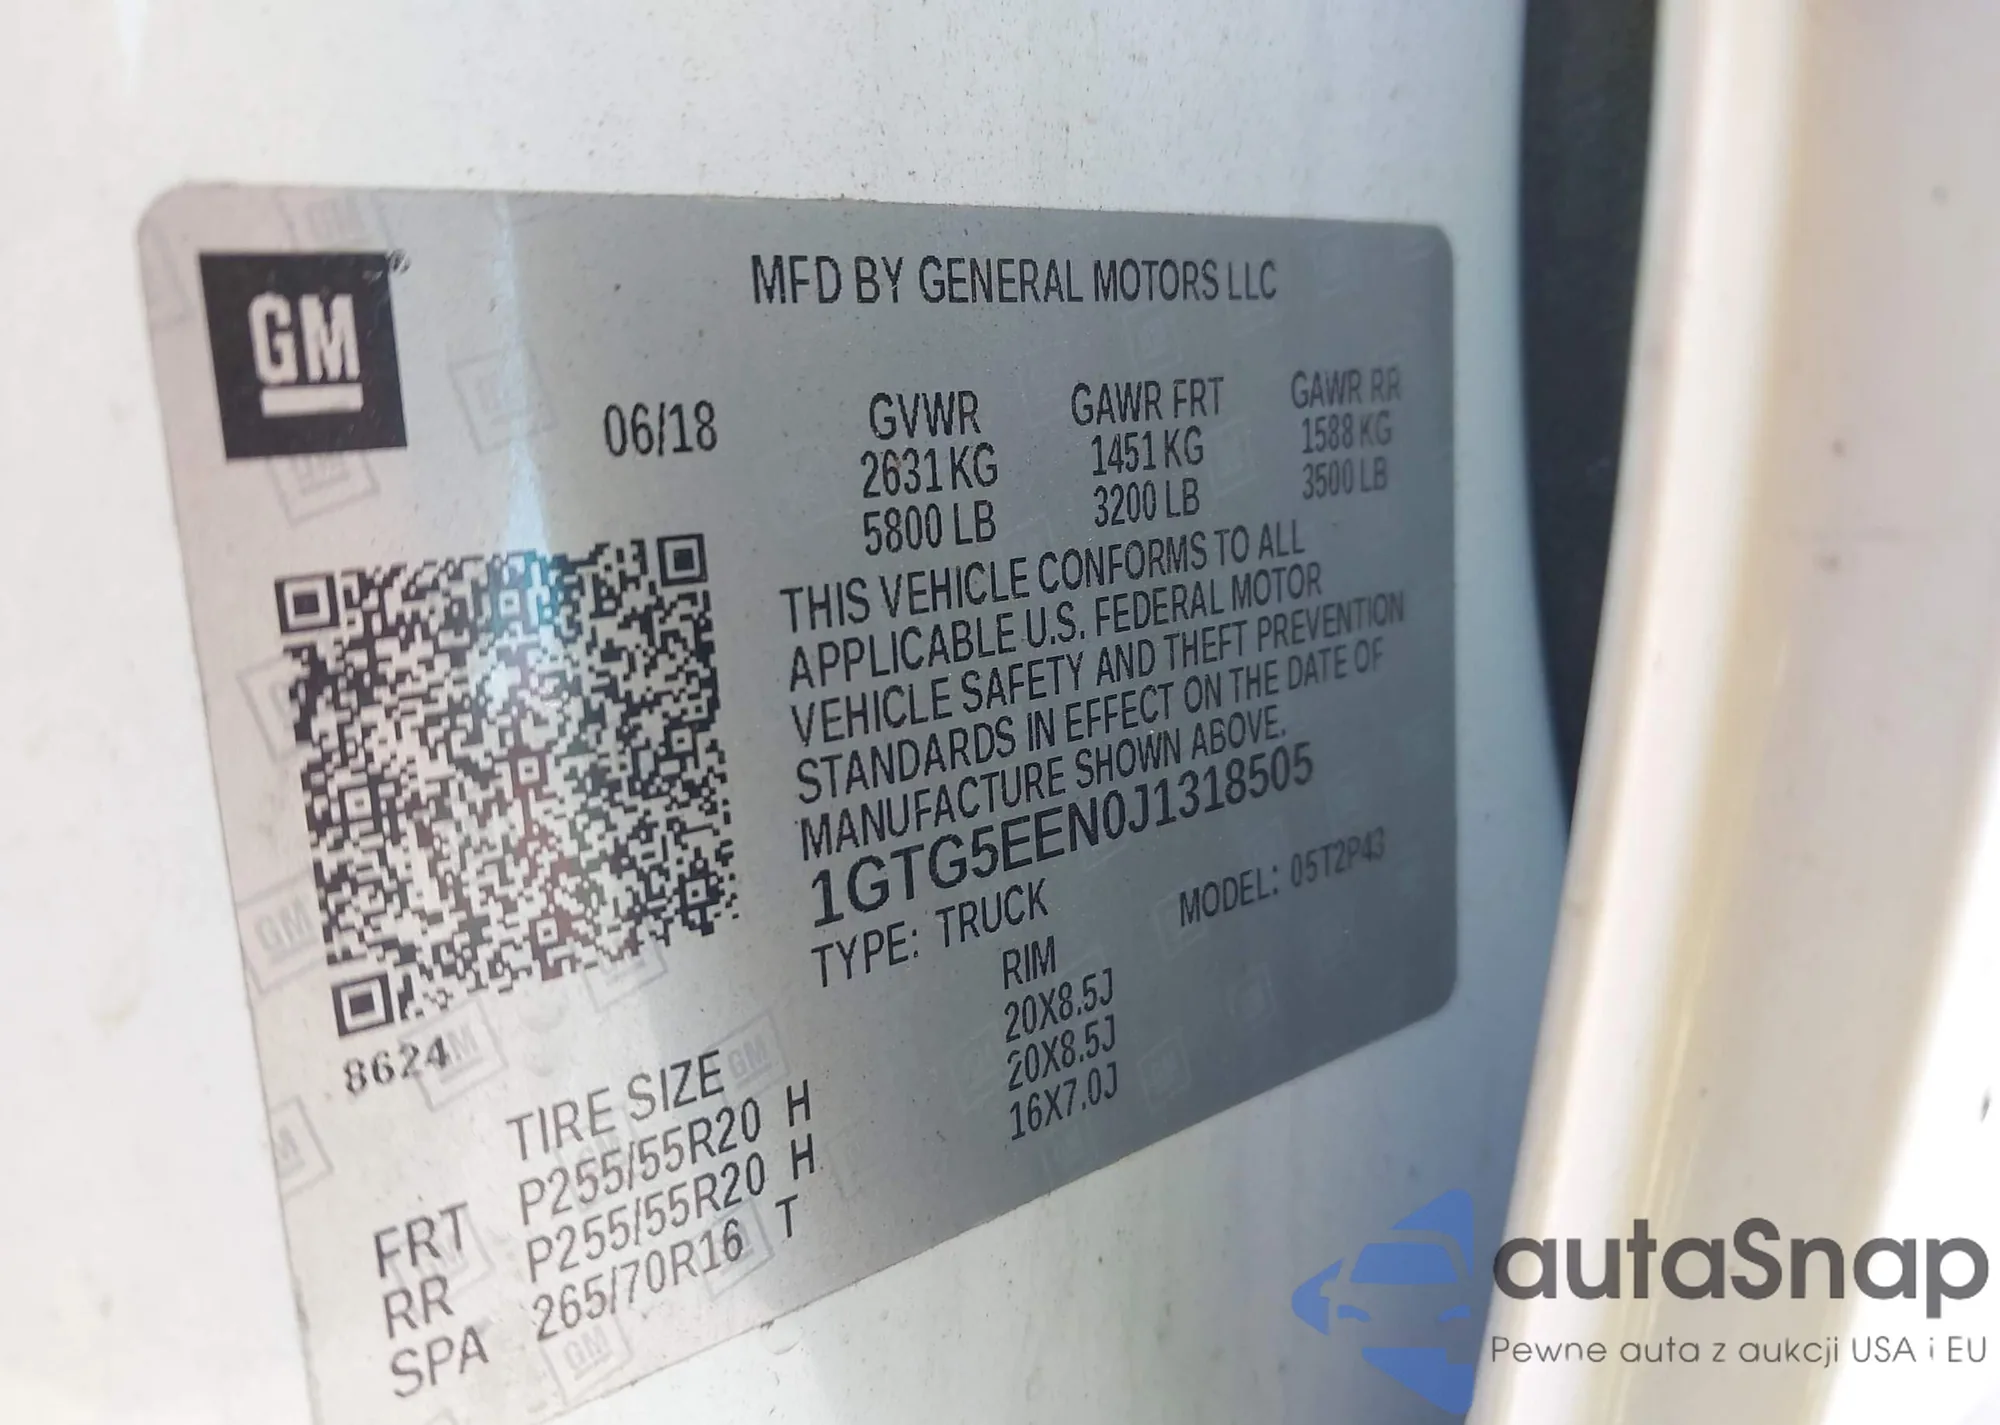 GM
MFD BY GENERAL MOTORS LLC
06/18
GVWR GAWR FRT GAWR RR
2631 KG 1451 KG 1588 KG
5800 LB 3200 LB 3500 LB
THIS VEHICLE CONFORMS TO ALL
APPLICABLE U.S. FEDERAL MOTOR
VEHICLE SAFETY AND THEFT PREVENTION
STANDARDS IN EFFECT ON THE DATE OF
MANUFACTURE SHOWN ABOVE.
1GTG5EEN0J1318505
TYPE: TRUCK MODEL: 05T2P43
8624
TIRE SIZE RIM
FRT P255/55R20 H 20X8.5J
RR P255/55R20 H 20X8.5J
SPA 265/70R16 T 16X7.0J
autaSnap
Pewne auta z aukcji USA i EU